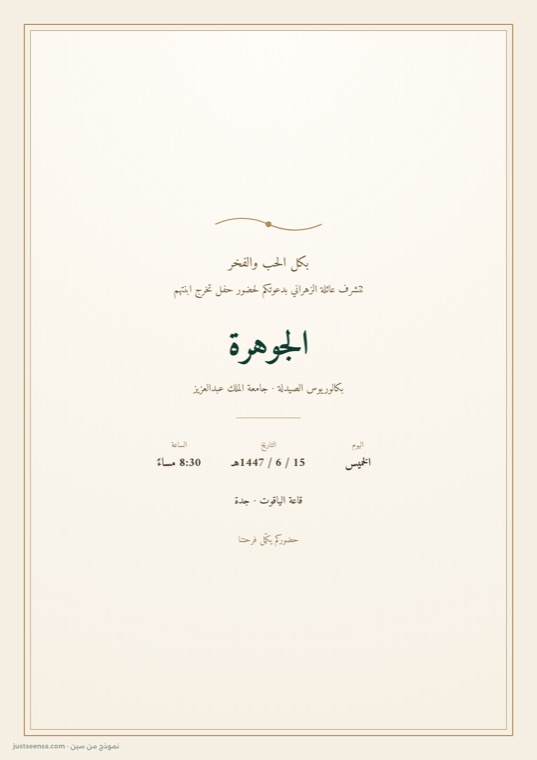 بكل الحب والفخر
تتشرف عائلة الزهراني بدعوتكم لحضور حفل تخرج ابنتهم
الجوهرة
بكالوريوس الصيدلة · جامعة الملك عبدالعزيز
اليوم التاريخ الساعة
الخميس 15 / 6 / 1447هـ 8:30 مساءً
قاعة الياقوت · جدة
حضوركم يكمّل فرحتنا
نموذج من سين · justseensa.com